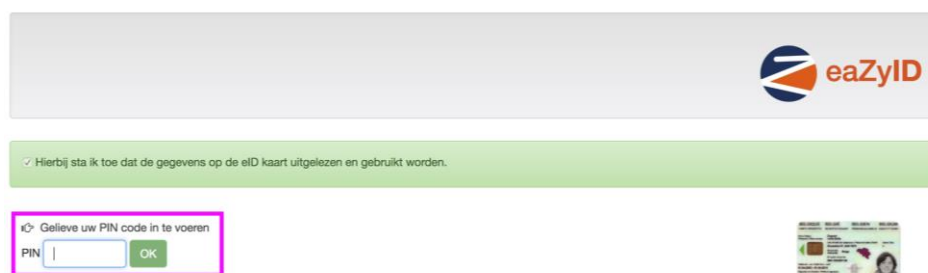 eaZyID
Hierbij sta ik toe dat de gegevens op de eID kaart uitgelezen en gebruikt worden.
Gelieve uw PIN code in te voeren
PIN
OK